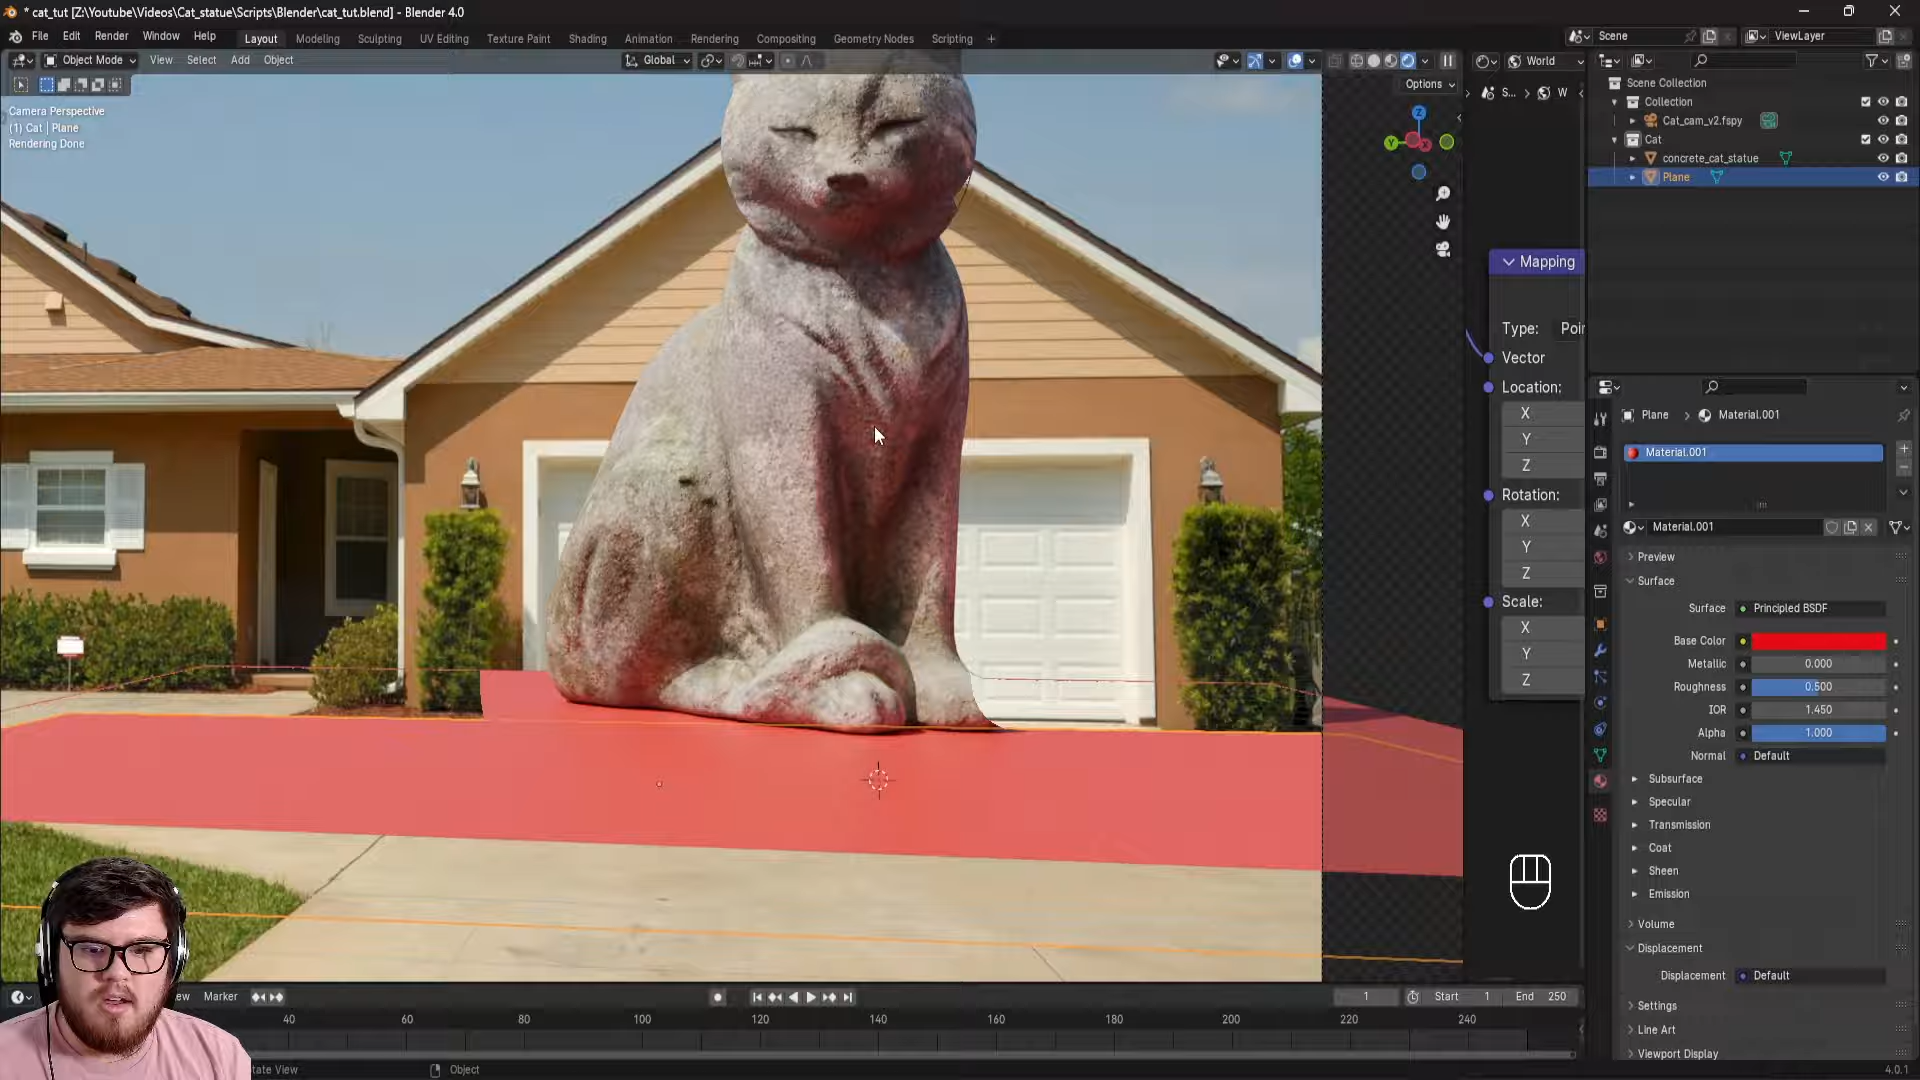 * cat_tut [Z:\Youtube\Videos\Cat_statue\Scripts\Blender\cat_tut.blend] - Blender 4.0
File Edit Render Window Help Layout Modeling Sculpting UV Editing Texture Paint Shading Animation Rendering Compositing Geometry Nodes Scripting + Scene ViewLayer
Object Mode View Select Add Object Global World
Options
S... > W
Camera Perspective
(1) Cat | Plane
Rendering Done
Z
Y
X
Mapping
Type: Poir
Vector
Location:
X
Y
Z
Rotation:
X
Y
Z
Scale:
X
Y
Z
Scene Collection
Collection
Cat_cam_v2.fspy
Cat
concrete_cat_statue
Plane
Plane > Material.001
Material.001
Material.001
Preview
Surface
Surface Principled BSDF
Base Color
Metallic 0.000
Roughness 0.500
IOR 1.450
Alpha 1.000
Normal Default
Subsurface
Specular
Transmission
Coat
Sheen
Emission
Volume
Displacement
Displacement Default
Settings
Line Art
Viewport Display
ew Marker 1 Start 1 End 250
40 60 80 100 120 140 160 180 200 220 240
tate View Object 4.0.1